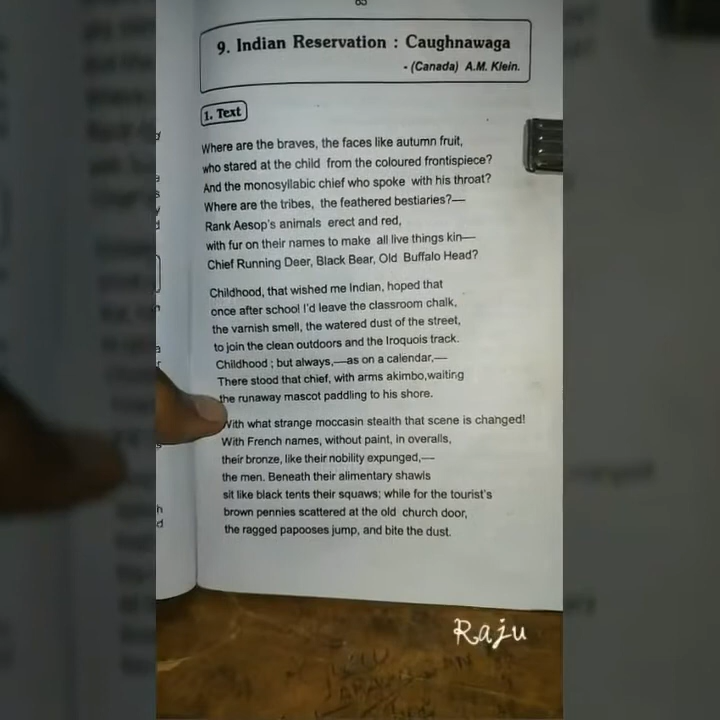 9. Indian Reservation : Caughnawaga
- (Canada) A.M. Klein.
1. Text
Where are the braves, the faces like autumn fruit,
who stared at the child from the coloured frontispiece?
And the monosyllabic chief who spoke with his throat?
Where are the tribes, the feathered bestiaries?—
Rank Aesop's animals erect and red,
with fur on their names to make all live things kin—
Chief Running Deer, Black Bear, Old Buffalo Head?
Childhood, that wished me Indian, hoped that
once after school I'd leave the classroom chalk,
the varnish smell, the watered dust of the street,
to join the clean outdoors and the Iroquois track.
Childhood ; but always,—as on a calendar,—
There stood that chief, with arms akimbo,waiting
the runaway mascot paddling to his shore.
With what strange moccasin stealth that scene is changed!
With French names, without paint, in overalls,
their bronze, like their nobility expunged,—
the men. Beneath their alimentary shawls
sit like black tents their squaws; while for the tourist's
brown pennies scattered at the old church door,
the ragged papooses jump, and bite the dust.
Raju